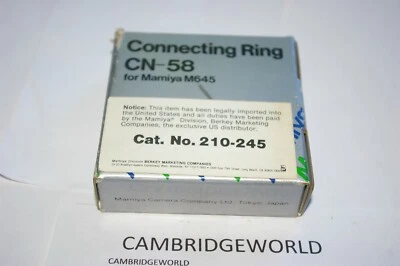 Connecting Ring
CN-58
for Mamiya M645
Notice: This item has been legally imported into
the United States and all duties have been paid
by the Mamiya® Division, Berkey Marketing
Companies, the exclusive US distributor.
Cat. No. 210-245
Mamiya Division BERKEY MARKETING COMPANIES
Mamiya Camera Company Ltd. Tokyo Japan
CAMBRIDGEWORLD
CAMBRIDGEWORLD